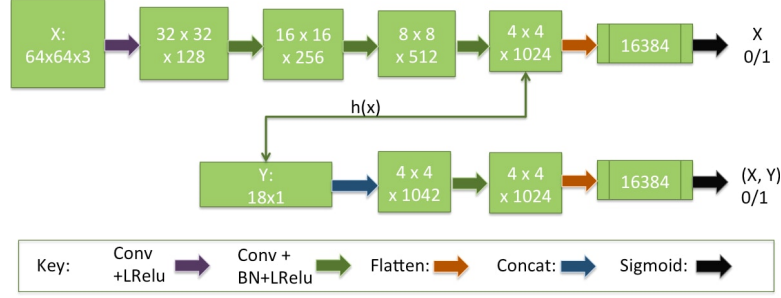 X:
64x64x3
32 x 32
x 128
16 x 16
x 256
8 x 8
x 512
4 x 4
x 1024
16384
X
0/1
h(x)
Y:
18x1
4 x 4
x 1042
4 x 4
x 1024
16384
(X, Y)
0/1
Key:
Conv
+LRelu
Conv +
BN+LRelu
Flatten:
Concat:
Sigmoid: